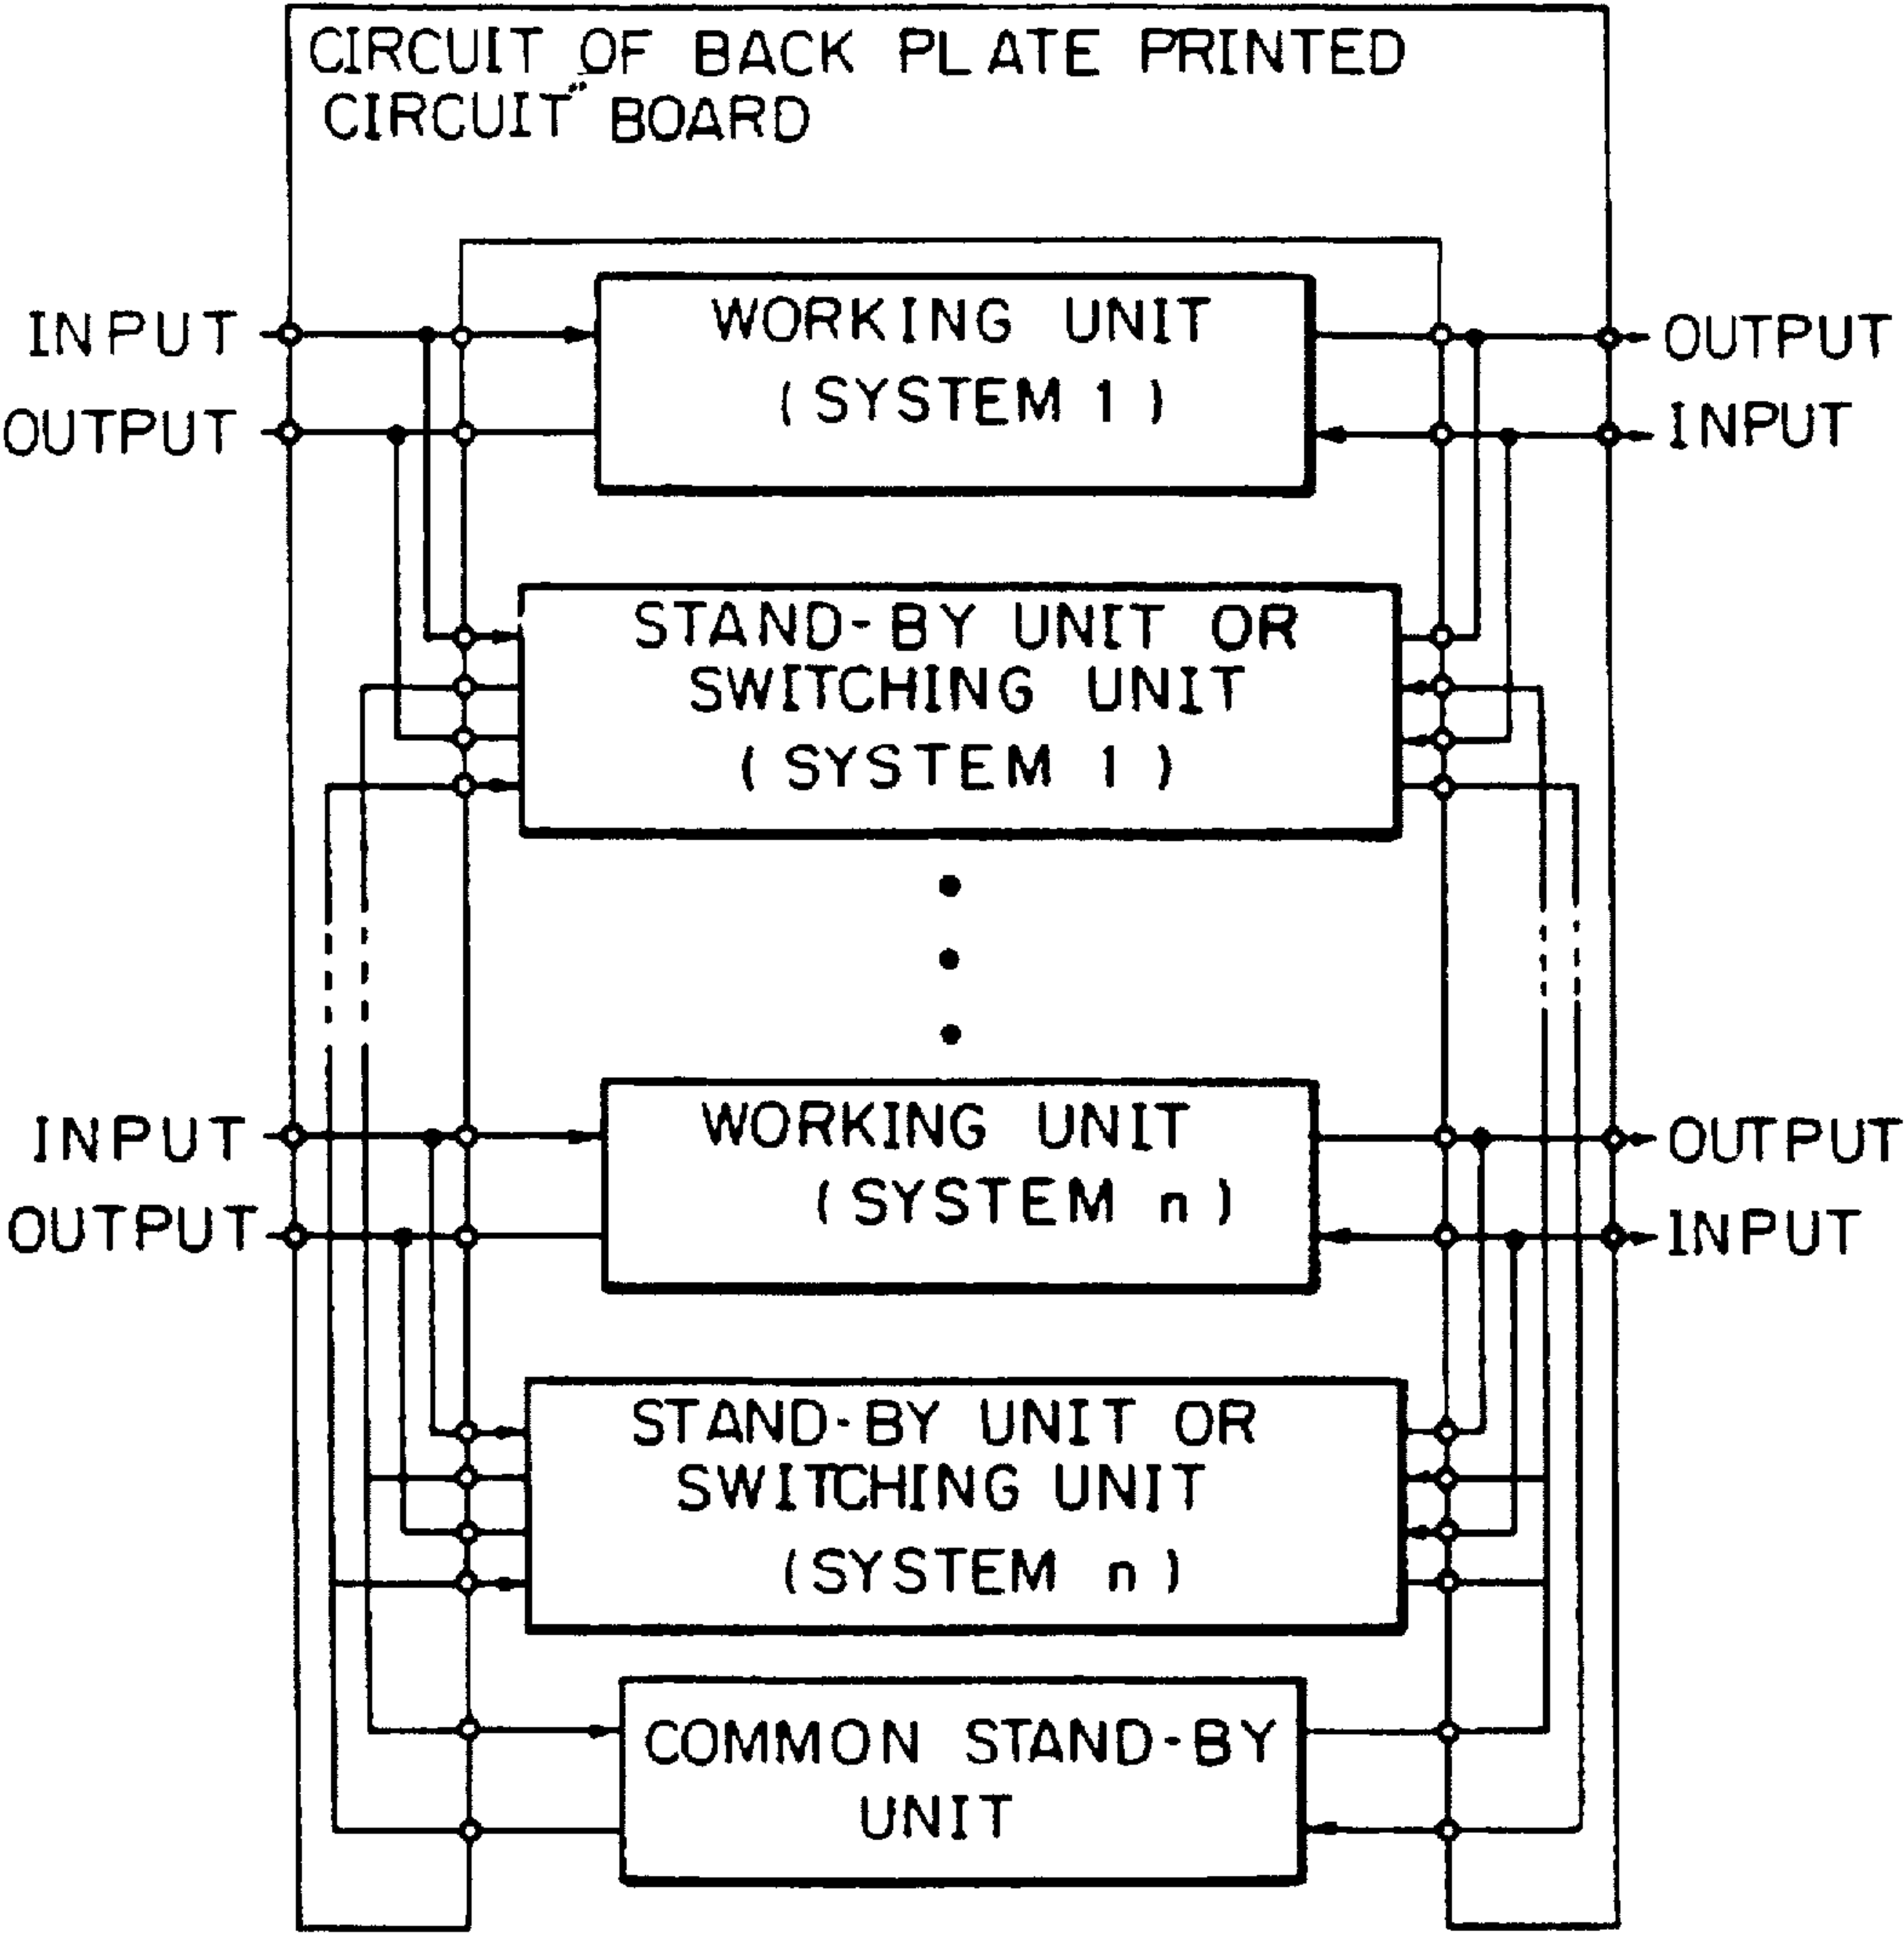 CIRCUIT OF BACK PLATE PRINTED
CIRCUIT BOARD
INPUT
OUTPUT
WORKING UNIT
(SYSTEM 1)
OUTPUT
INPUT
STAND-BY UNIT OR
SWITCHING UNIT
(SYSTEM 1)
INPUT
OUTPUT
WORKING UNIT
(SYSTEM n)
OUTPUT
INPUT
STAND-BY UNIT OR
SWITCHING UNIT
(SYSTEM n)
COMMON STAND-BY
UNIT